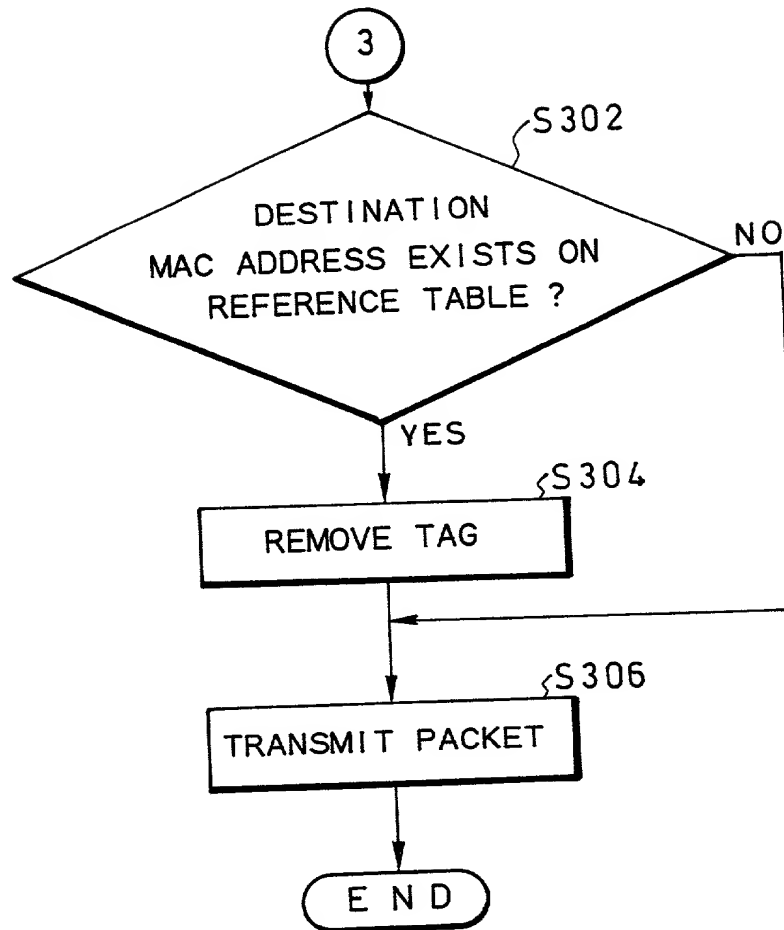 3
S302
DESTINATION
MAC ADDRESS EXISTS ON
REFERENCE TABLE ?
NO
YES
S304
REMOVE TAG
S306
TRANSMIT PACKET
END